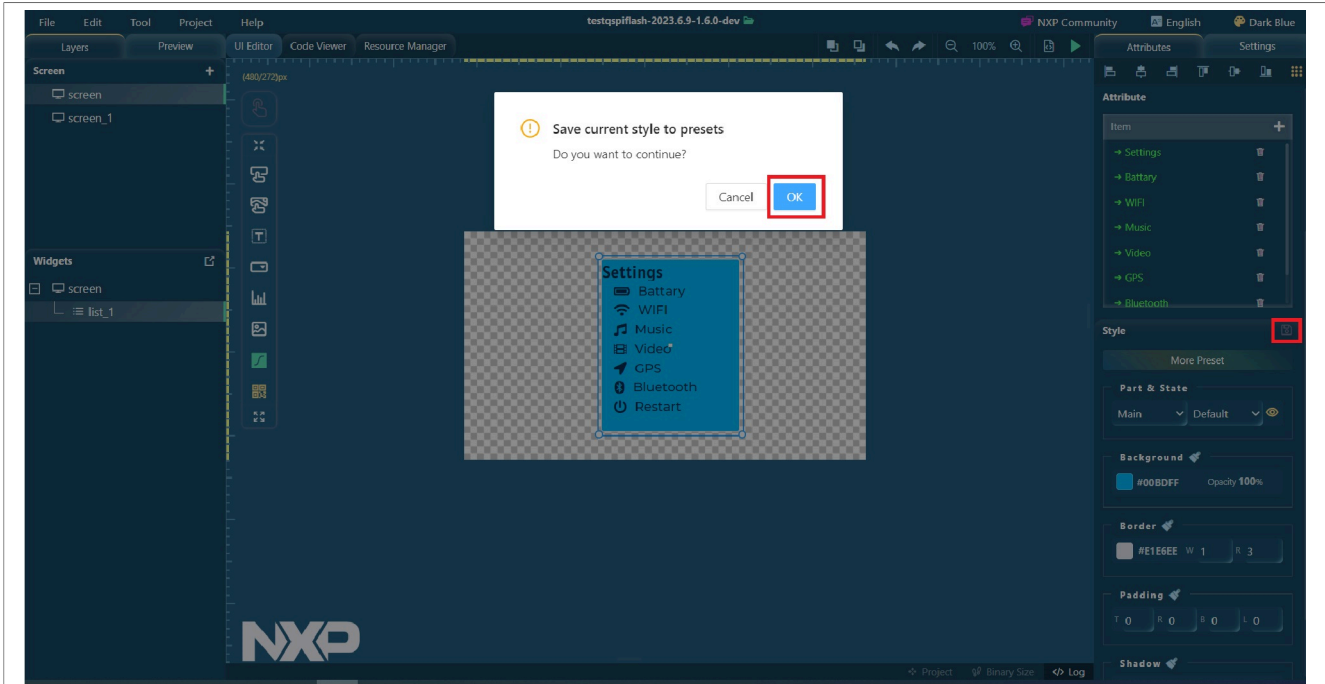 File Edit Tool Project Help testqspiflash-2023.6.9-1.6.0-dev NXP Community English Dark Blue
Layers Preview UI Editor Code Viewer Resource Manager 100% Attributes Settings
Screen +
(480/272)px
screen
screen_1
Attribute
Item +
Save current style to presets
Do you want to continue?
Cancel OK
→ Settings
→ Battary
→ WIFI
→ Music
→ Video
→ GPS
→ Bluetooth
Widgets
screen
list_1
Settings
Battary
WIFI
Music
Video
GPS
Bluetooth
Restart
Style
More Preset
Part & State
Main Default
Background
#00BDFF Opacity 100%
Border
#E1E6EE W 1 R 3
Padding
T 0 R 0 B 0 L 0
Shadow
NXP
Project Binary Size </> Log